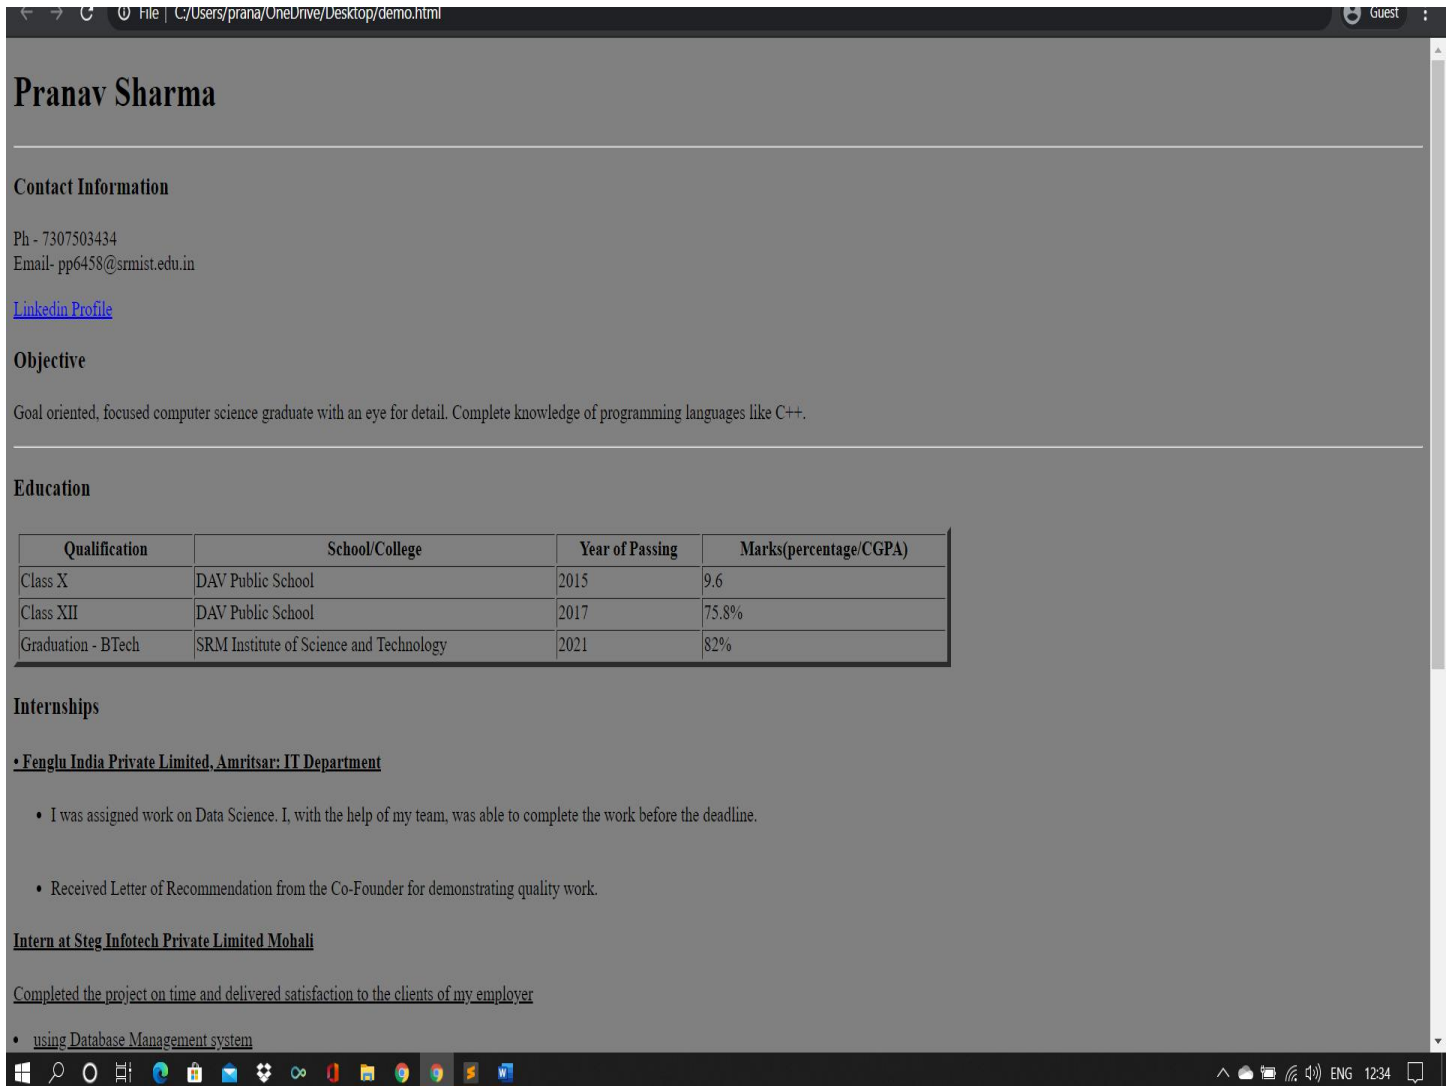 File | C:/Users/prana/OneDrive/Desktop/demo.html Guest
Pranav Sharma
Contact Information
Ph - 7307503434
Email- pp6458@srmist.edu.in
Linkedin Profile
Objective
Goal oriented, focused computer science graduate with an eye for detail. Complete knowledge of programming languages like C++.
Education
Qualification School/College Year of Passing Marks(percentage/CGPA)
Class X DAV Public School 2015 9.6
Class XII DAV Public School 2017 75.8%
Graduation - BTech SRM Institute of Science and Technology 2021 82%
Internships
• Fenglu India Private Limited, Amritsar: IT Department
• I was assigned work on Data Science. I, with the help of my team, was able to complete the work before the deadline.
• Received Letter of Recommendation from the Co-Founder for demonstrating quality work.
Intern at Steg Infotech Private Limited Mohali
Completed the project on time and delivered satisfaction to the clients of my employer
• using Database Management system
ENG 12:34